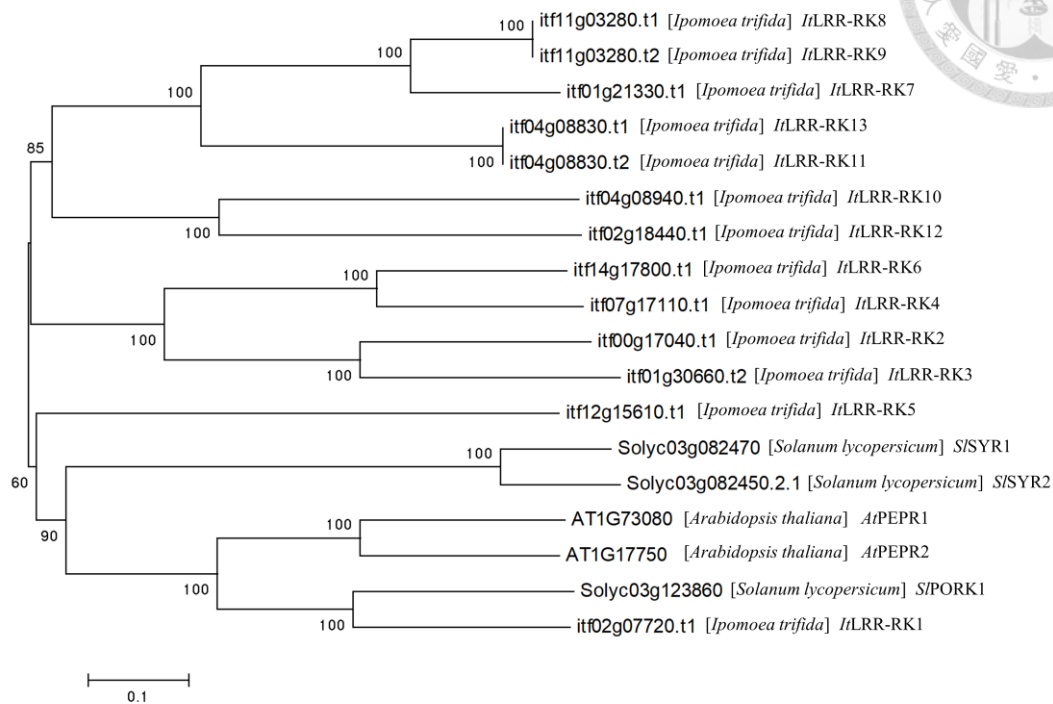 itf11g03280.t1 [Ipomoea trifida] ItLRR-RK8
100
itf11g03280.t2 [Ipomoea trifida] ItLRR-RK9
100
itf01g21330.t1 [Ipomoea trifida] ItLRR-RK7
100
itf04g08830.t1 [Ipomoea trifida] ItLRR-RK13
100
itf04g08830.t2 [Ipomoea trifida] ItLRR-RK11
85
itf04g08940.t1 [Ipomoea trifida] ItLRR-RK10
100
itf02g18440.t1 [Ipomoea trifida] ItLRR-RK12
itf14g17800.t1 [Ipomoea trifida] ItLRR-RK6
100
itf07g17110.t1 [Ipomoea trifida] ItLRR-RK4
100
itf00g17040.t1 [Ipomoea trifida] ItLRR-RK2
100
itf01g30660.t2 [Ipomoea trifida] ItLRR-RK3
itf12g15610.t1 [Ipomoea trifida] ItLRR-RK5
Solyc03g082470 [Solanum lycopersicum] SlSYR1
100
60
Solyc03g082450.2.1 [Solanum lycopersicum] SlSYR2
AT1G73080 [Arabidopsis thaliana] AtPEPR1
100
90
AT1G17750 [Arabidopsis thaliana] AtPEPR2
100
Solyc03g123860 [Solanum lycopersicum] SlPORK1
100
itf02g07720.t1 [Ipomoea trifida] ItLRR-RK1
0.1
愛國愛